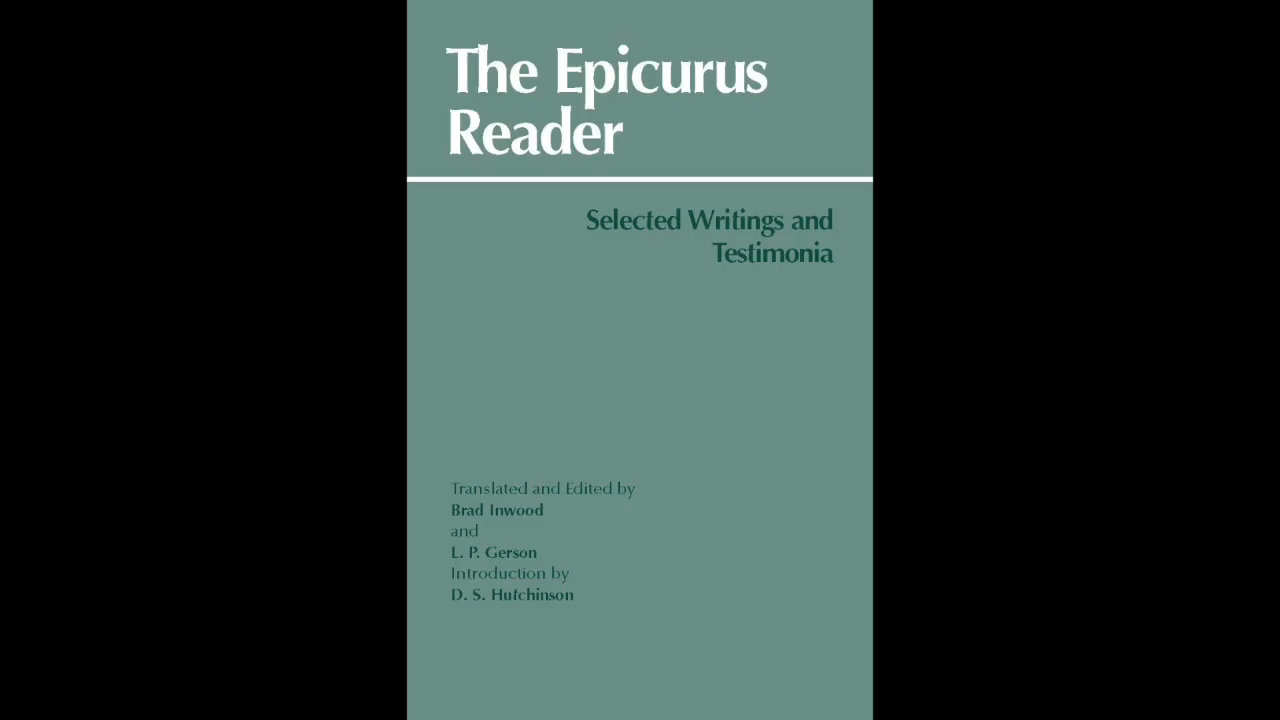 The Epicurus
Reader
Selected Writings and
Testimonia
Translated and Edited by
Brad Inwood
and
L. P. Gerson
Introduction by
D. S. Hutchinson